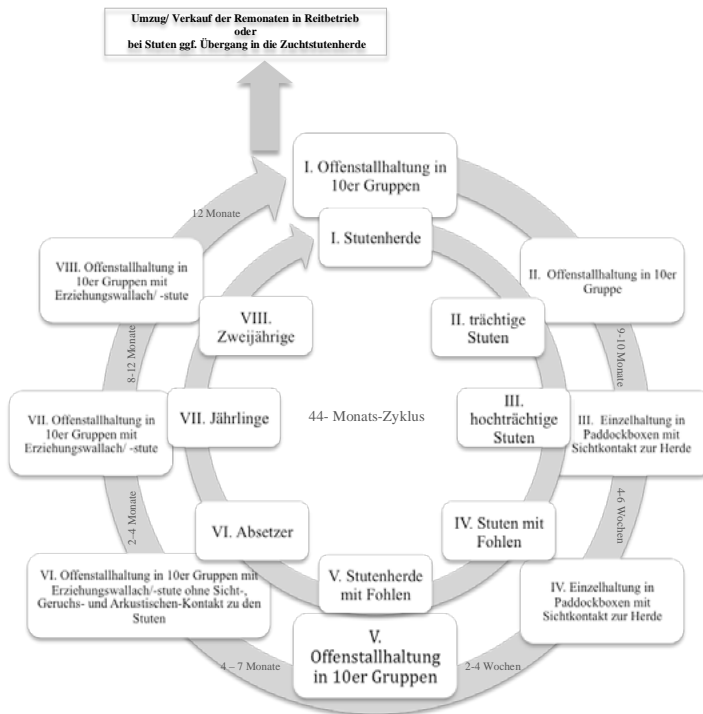 Umzug/ Verkauf der Remonaten in Reitbetrieb
oder
bei Stuten ggf. Übergang in die Zuchtstutenherde
I. Offenstallhaltung in
10er Gruppen
I. Stutenherde
II. Offenstallhaltung in 10er
Gruppe
II. trächtige
Stuten
9-10 Monate
III. Einzelhaltung in
Paddockboxen mit
Sichtkontakt zur Herde
III.
hochträchtige
Stuten
4-6 Wochen
IV. Einzelhaltung in
Paddockboxen mit
Sichtkontakt zur Herde
IV. Stuten mit
Fohlen
2-4 Wochen
V.
Offenstallhaltung
in 10er Gruppen
V. Stutenherde
mit Fohlen
4 – 7 Monate
VI. Offenstallhaltung in 10er Gruppen mit
Erziehungswallach/-stute ohne Sicht-,
Geruchs- und Arkustischen-Kontakt zu den
Stuten
VI. Absetzer
2-4 Monate
VII. Offenstallhaltung in
10er Gruppen mit
Erziehungswallach/ -stute
VII. Jährlinge
8-12 Monate
VIII. Offenstallhaltung in
10er Gruppen mit
Erziehungswallach/ -stute
VIII.
Zweijährige
12 Monate
44- Monats-Zyklus